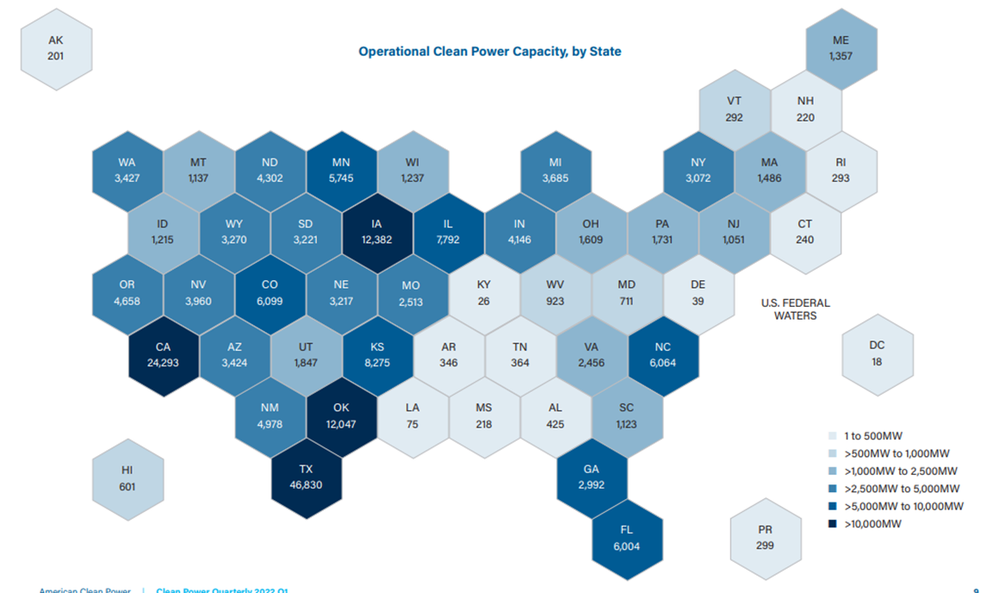 Operational Clean Power Capacity, by State
AK
201
ME
1,357
VT
292
NH
220
WA
3,427
MT
1,137
ND
4,302
MN
5,745
WI
1,237
MI
3,685
NY
3,072
MA
1,486
RI
293
ID
1,215
WY
3,270
SD
3,221
IA
12,382
IL
7,792
IN
4,146
OH
1,609
PA
1,731
NJ
1,051
CT
240
OR
4,658
NV
3,960
CO
6,099
NE
3,217
MO
2,513
KY
26
WV
923
MD
711
DE
39
U.S. FEDERAL
WATERS
CA
24,293
AZ
3,424
UT
1,847
KS
8,275
AR
346
TN
364
VA
2,456
NC
6,064
DC
18
NM
4,978
OK
12,047
LA
75
MS
218
AL
425
SC
1,123
HI
601
TX
46,830
GA
2,992
FL
6,004
PR
299
1 to 500MW
>500MW to 1,000MW
>1,000MW to 2,500MW
>2,500MW to 5,000MW
>5,000MW to 10,000MW
>10,000MW
American Clean Power | Clean Power Quarterly 2022 Q1
9